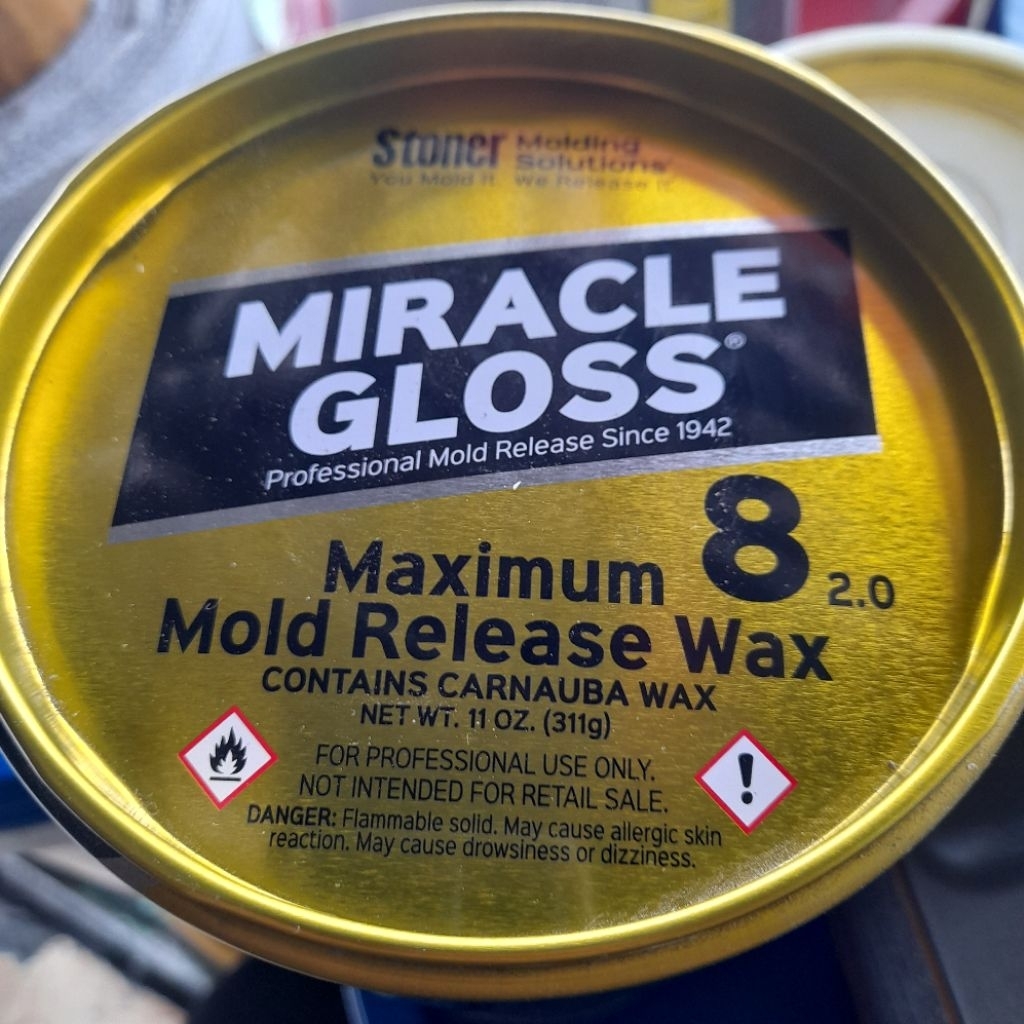 Stoner Molding Solutions
You Mold It. We Release It.
MIRACLE
GLOSS®
Professional Mold Release Since 1942
8 2.0
Maximum
Mold Release Wax
CONTAINS CARNAUBA WAX
NET WT. 11 OZ. (311g)
FOR PROFESSIONAL USE ONLY.
NOT INTENDED FOR RETAIL SALE.
DANGER: Flammable solid. May cause allergic skin
reaction. May cause drowsiness or dizziness.